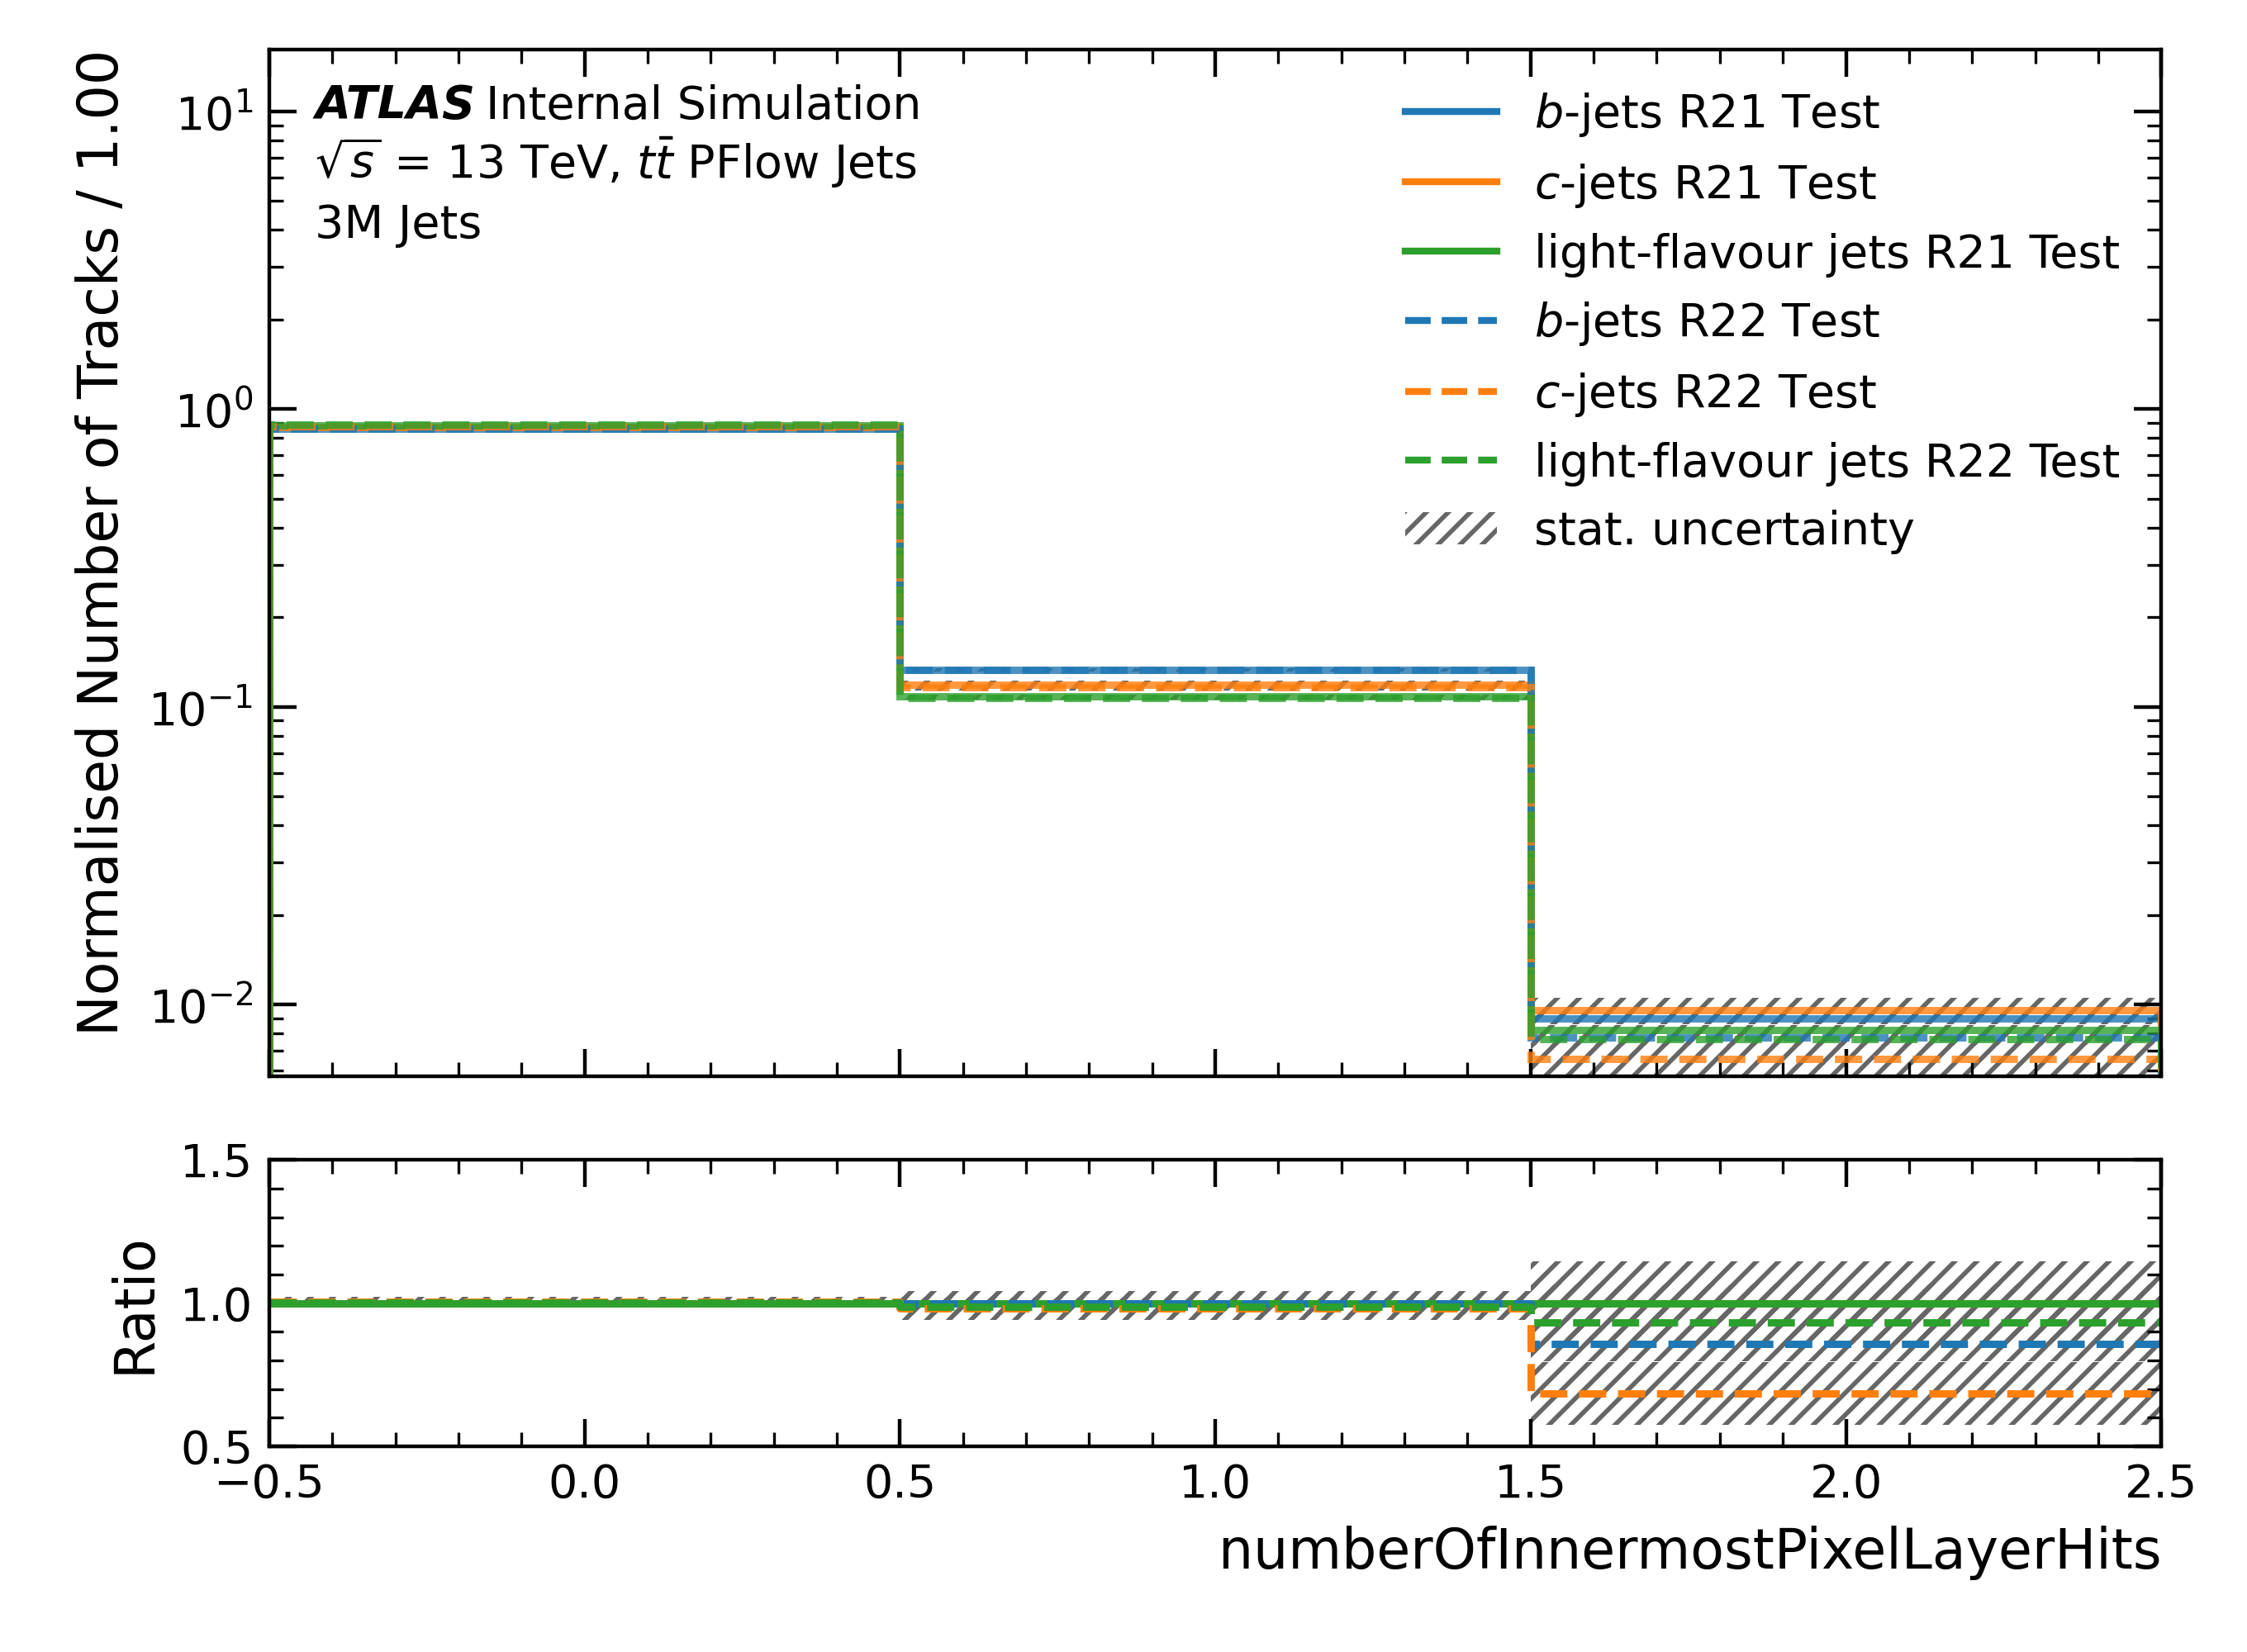 Normalised Number of Tracks / 1.00
10¹
10⁰
10⁻¹
10⁻²
ATLAS Internal Simulation
√s = 13 TeV, tt̄ PFlow Jets
3M Jets
b-jets R21 Test
c-jets R21 Test
light-flavour jets R21 Test
b-jets R22 Test
c-jets R22 Test
light-flavour jets R22 Test
stat. uncertainty
Ratio
1.5
1.0
0.5
−0.5 0.0 0.5 1.0 1.5 2.0 2.5
numberOfInnermostPixelLayerHits